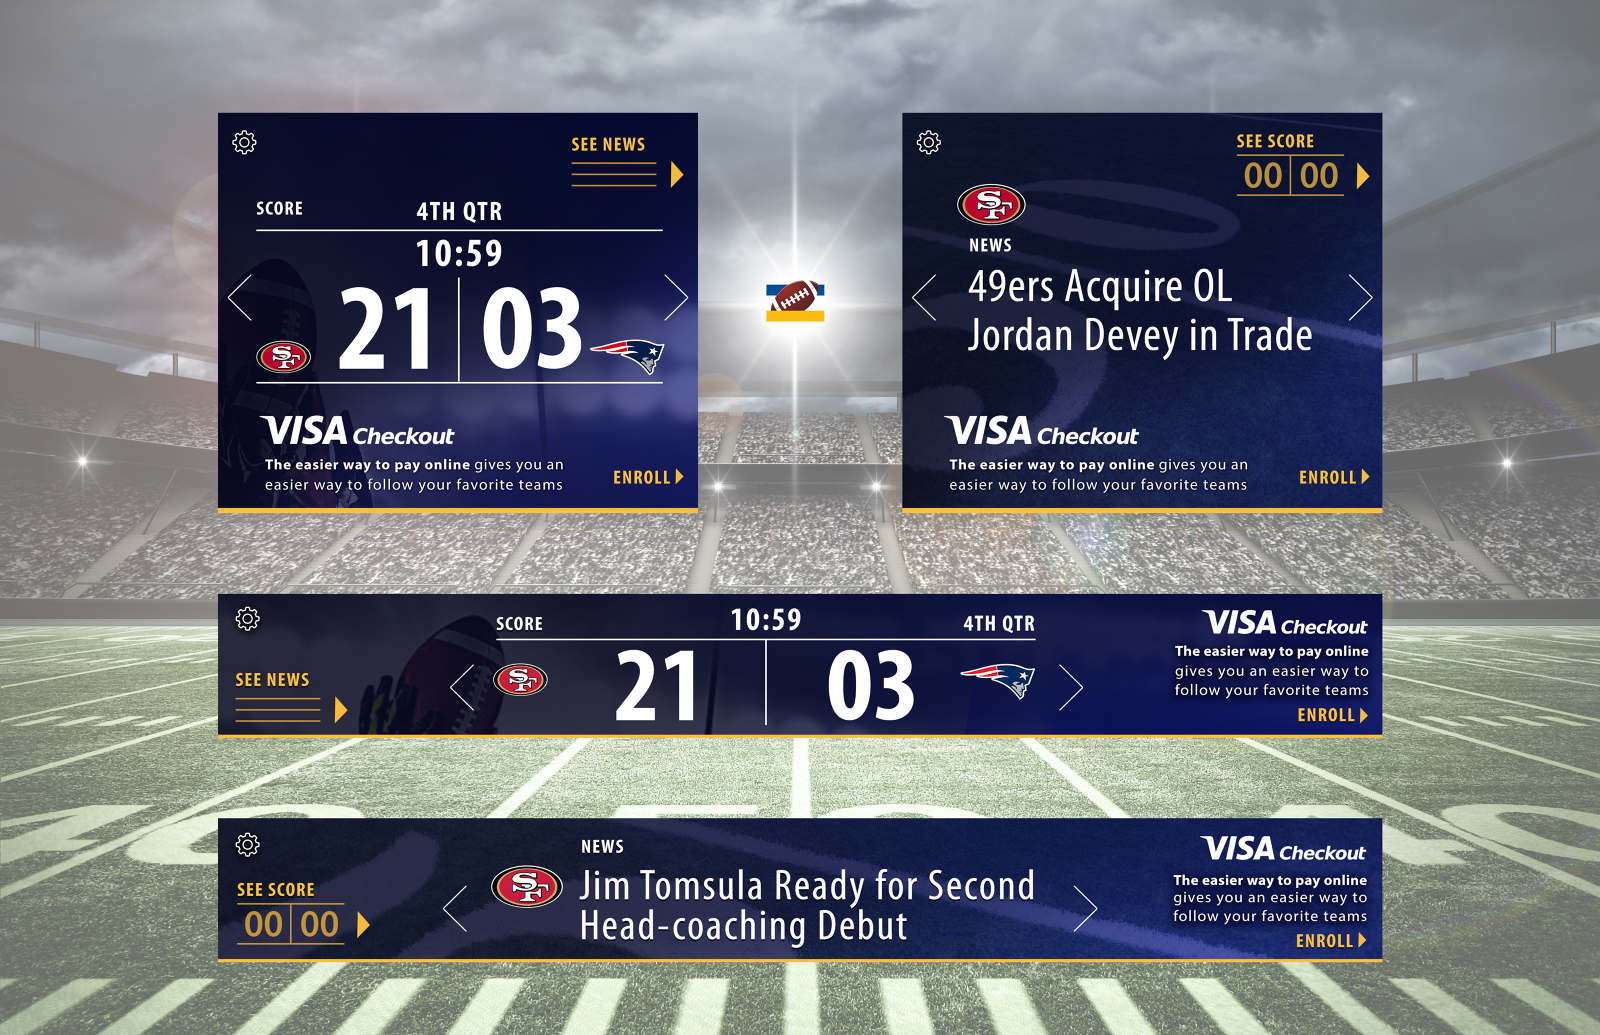 SEE NEWS
SCORE
4TH QTR
10:59
21 03
SF
VISA Checkout
The easier way to pay online gives you an
easier way to follow your favorite teams
ENROLL
SEE SCORE
00 00
SF
NEWS
49ers Acquire OL
Jordan Devey in Trade
VISA Checkout
The easier way to pay online gives you an
easier way to follow your favorite teams
ENROLL
SEE NEWS
SCORE
10:59
4TH QTR
SF
21 03
VISA Checkout
The easier way to pay online
gives you an easier way to
follow your favorite teams
ENROLL
SEE SCORE
00 00
NEWS
SF
Jim Tomsula Ready for Second
Head-coaching Debut
VISA Checkout
The easier way to pay online
gives you an easier way to
follow your favorite teams
ENROLL